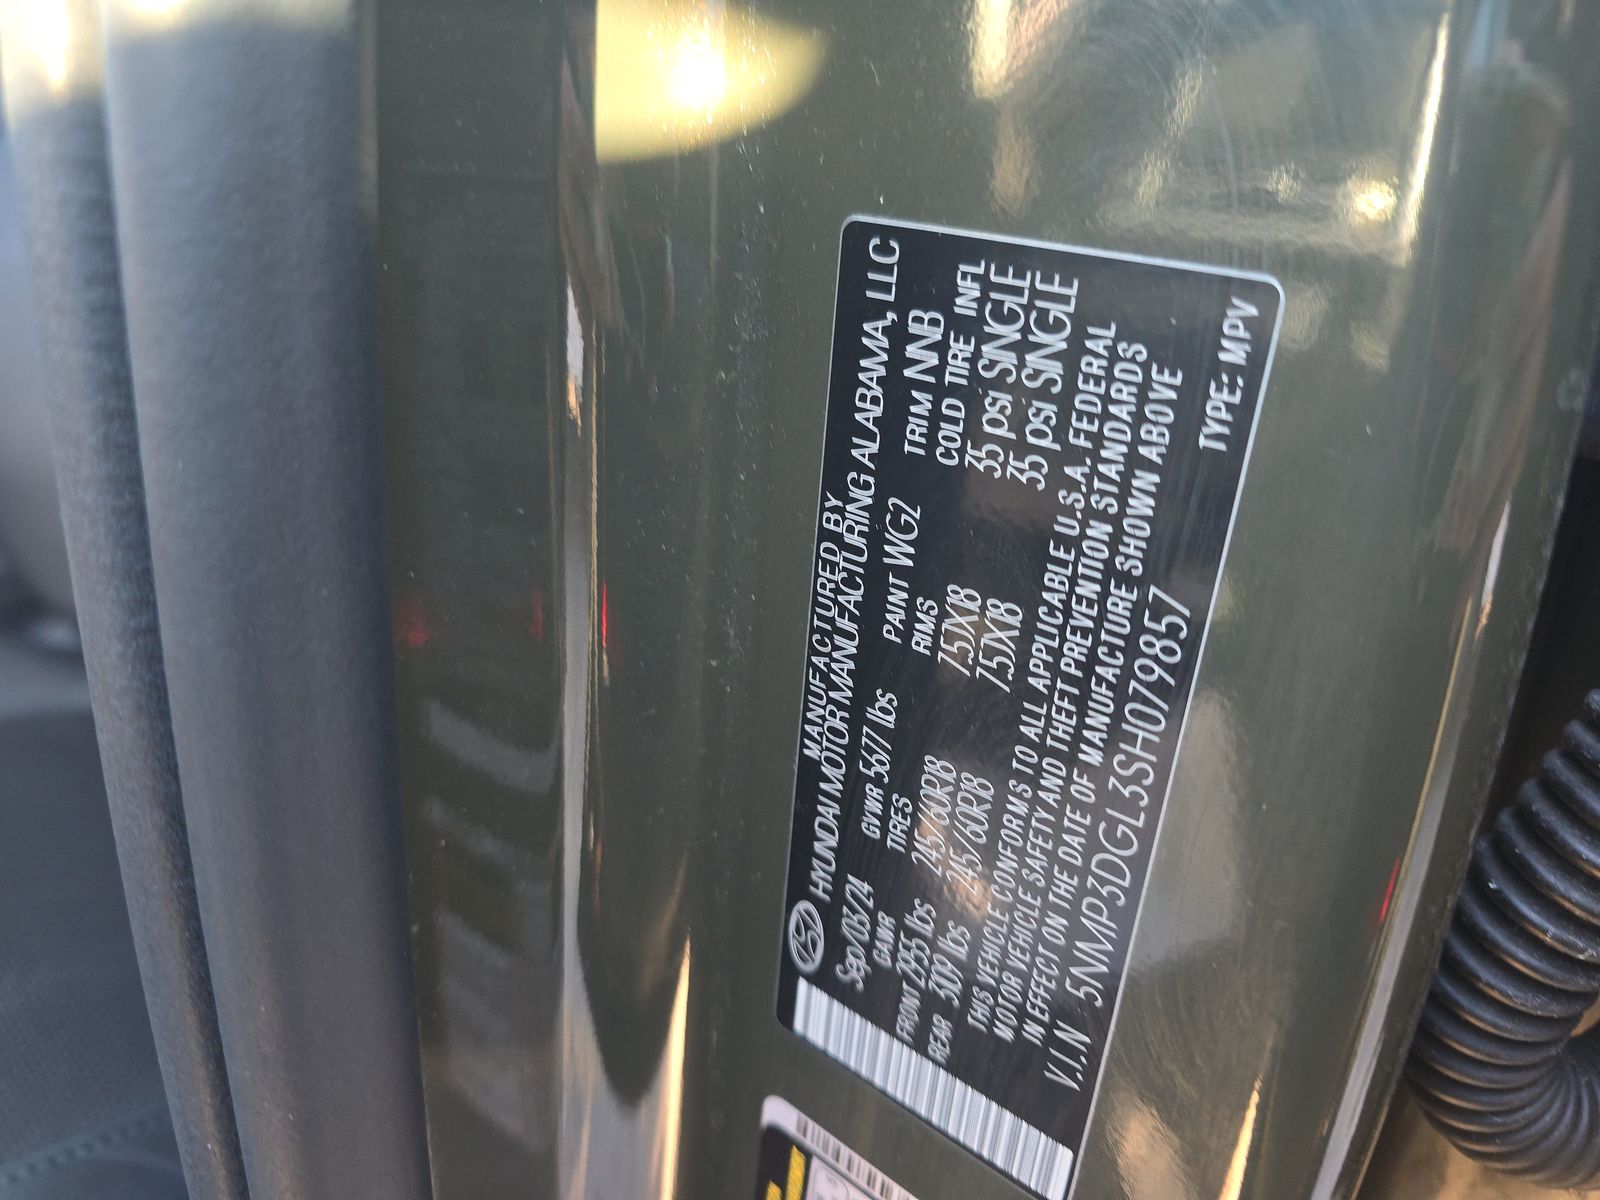 MANUFACTURED BY
HYUNDAI MOTOR MANUFACTURING ALABAMA, LLC
Sep/03/24 GVWR 5677 lbs PAINT WG2 TRIM NNB
GAWR TIRES RIMS COLD TIRE INFL
FRNT 2955 lbs 245/60R18 7.5JX18 35 psi SINGLE
REAR 3109 lbs 245/60R18 7.5JX18 35 psi SINGLE
THIS VEHICLE CONFORMS TO ALL APPLICABLE U.S.A. FEDERAL
MOTOR VEHICLE SAFETY AND THEFT PREVENTION STANDARDS
IN EFFECT ON THE DATE OF MANUFACTURE SHOWN ABOVE
V.I.N 5NMP3DGL3SH079857 TYPE: MPV